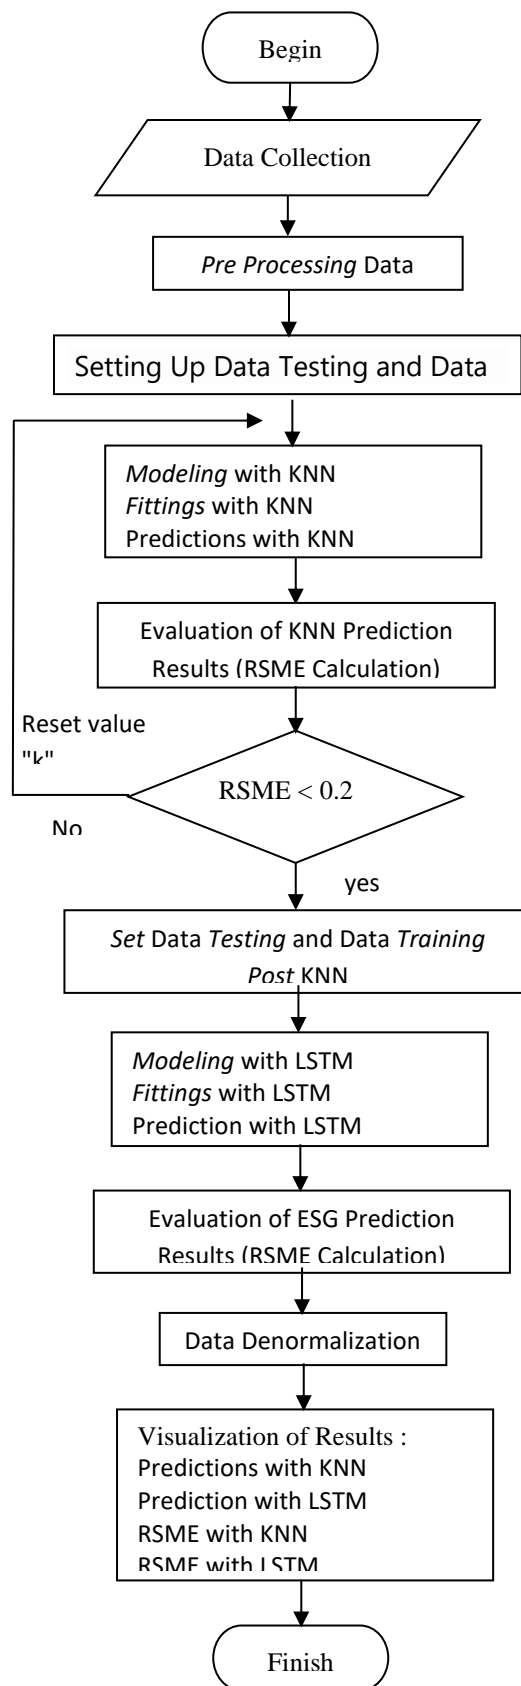 Begin
Data Collection
Pre Processing Data
Setting Up Data Testing and Data
Modeling with KNN
Fittings with KNN
Predictions with KNN
Evaluation of KNN Prediction
Results (RSME Calculation)
Reset value
"k"
RSME < 0.2
No
yes
Set Data Testing and Data Training
Post KNN
Modeling with LSTM
Fittings with LSTM
Prediction with LSTM
Evaluation of ESG Prediction
Results (RSME Calculation)
Data Denormalization
Visualization of Results :
Predictions with KNN
Prediction with LSTM
RSME with KNN
RSME with LSTM
Finish